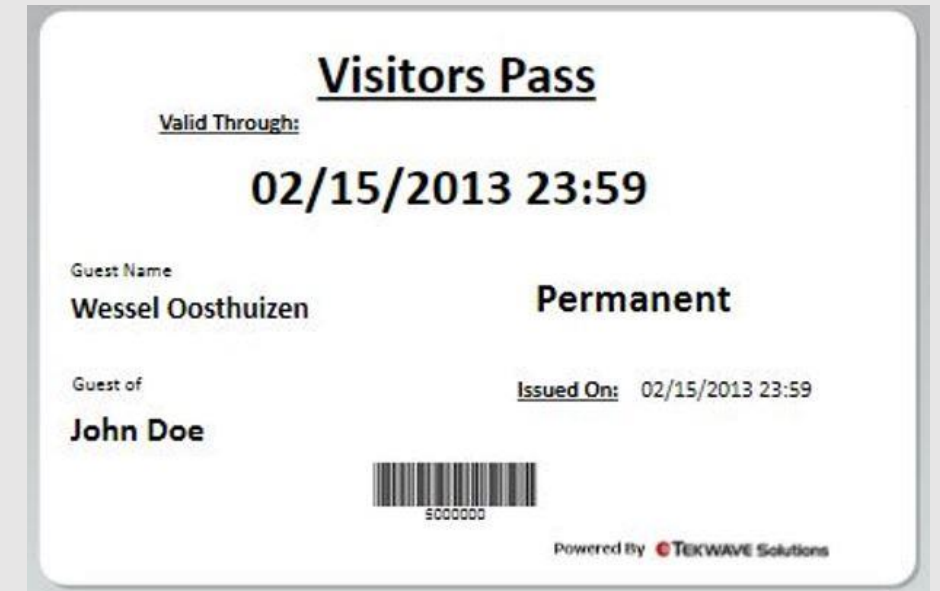 Visitors Pass
Valid Through:
02/15/2013 23:59
Guest Name
Wessel Oosthuizen
Permanent
Guest of
John Doe
Issued On: 02/15/2013 23:59
5000000
Powered By TEKWAVE Solutions